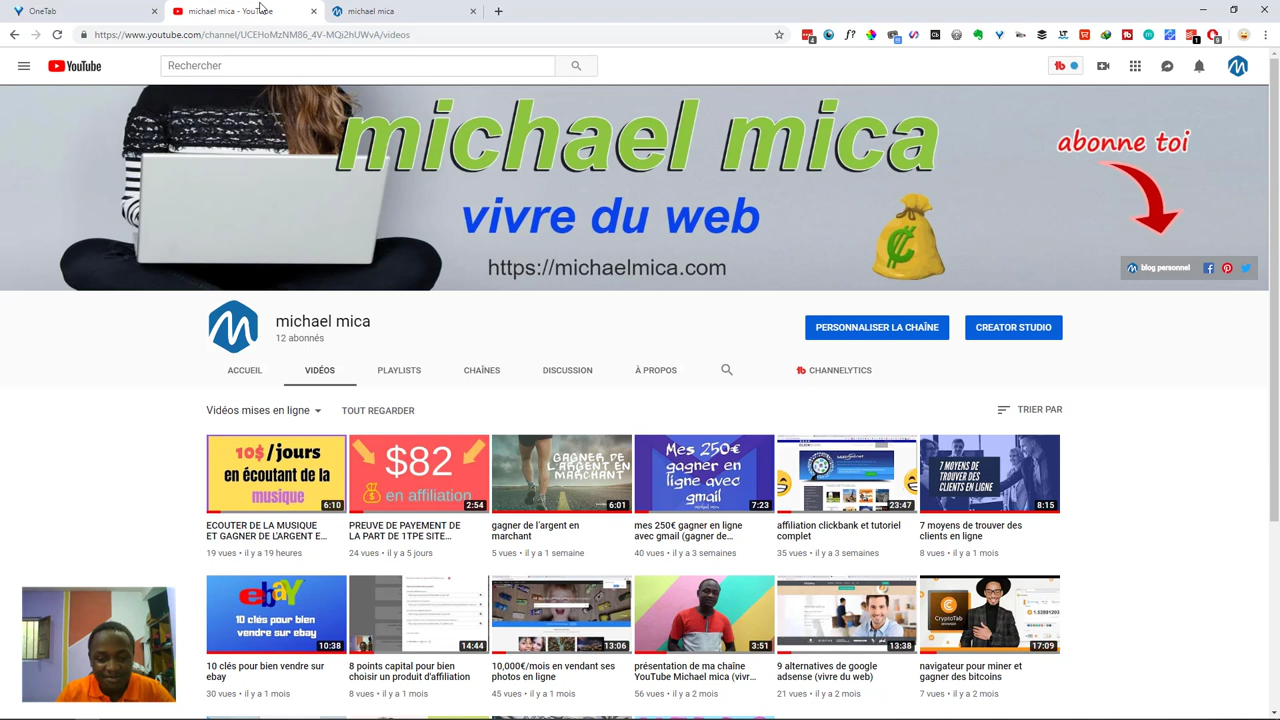 OneTab
michael mica - YouTube
michael mica
https://www.youtube.com/channel/UCEHoMzNM86_4V-MQi2hUWvA/videos
YouTube
Rechercher
michael mica
abonne toi
vivre du web
https://michaelmica.com
blog personnel
michael mica
12 abonnés
PERSONNALISER LA CHAÎNE
CREATOR STUDIO
ACCUEIL
VIDÉOS
PLAYLISTS
CHAÎNES
DISCUSSION
À PROPOS
CHANNELYTICS
Vidéos mises en ligne
TOUT REGARDER
TRIER PAR
10$/jours
en écoutant de la
musique
6:10
ECOUTER DE LA MUSIQUE
ET GAGNER DE L'ARGENT E...
19 vues • il y a 19 heures
$82
en affiliation
2:54
PREUVE DE PAYEMENT DE
LA PART DE 1TPE SITE...
24 vues • il y a 5 jours
GAGNER DE
L'ARGENT EN
MARCHANT
6:01
gagner de l'argent en
marchant
5 vues • il y a 1 semaine
Mes 250€
gagner en
ligne avec
gmail
7:23
mes 250€ gagner en ligne
avec gmail (gagner de...
40 vues • il y a 3 semaines
23:47
affiliation clickbank et tutoriel
complet
35 vues • il y a 3 semaines
7 MOYENS DE
TROUVER DES
CLIENTS EN LIGNE
8:15
7 moyens de trouver des
clients en ligne
8 vues • il y a 1 mois
ebay
10 clés pour bien
vendre sur ebay
10:38
10 clés pour bien vendre sur
ebay
30 vues • il y a 1 mois
14:44
8 points capital pour bien
choisir un produit d'affiliation
8 vues • il y a 1 mois
13:06
10,000€/mois en vendant ses
photos en ligne
45 vues • il y a 1 mois
3:51
présentation de ma chaîne
YouTube Michael mica (vivr...
56 vues • il y a 2 mois
13:38
9 alternatives de google
adsense (vivre du web)
21 vues • il y a 2 mois
CryptoTab
17:09
navigateur pour miner et
gagner des bitcoins
7 vues • il y a 2 mois